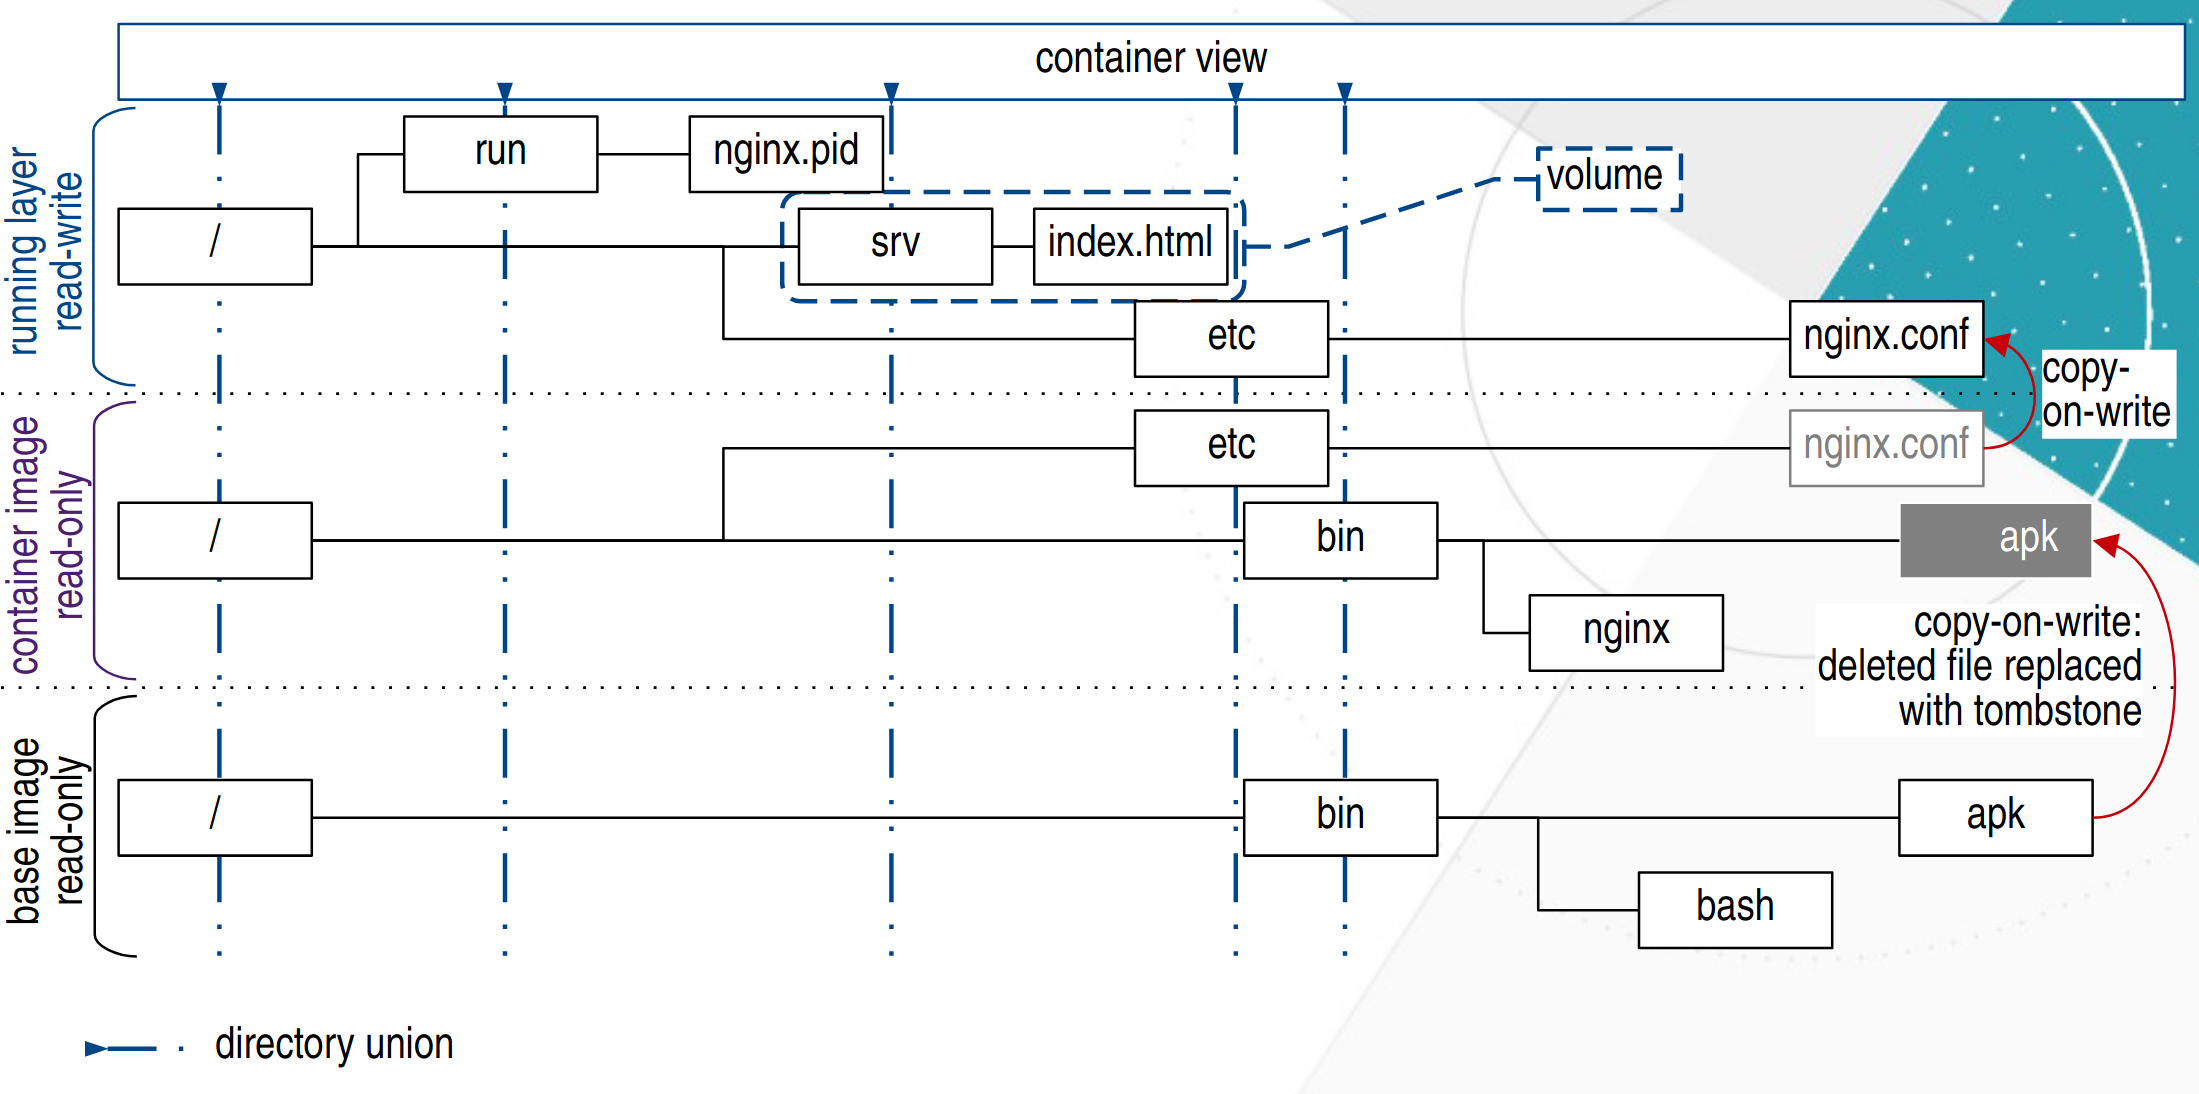 container view
running layer
read-write
run
nginx.pid
volume
/
srv
index.html
etc
nginx.conf
copy-
on-write
container image
read-only
etc
nginx.conf
/
bin
apk
nginx
copy-on-write:
deleted file replaced
with tombstone
base image
read-only
/
bin
apk
bash
directory union